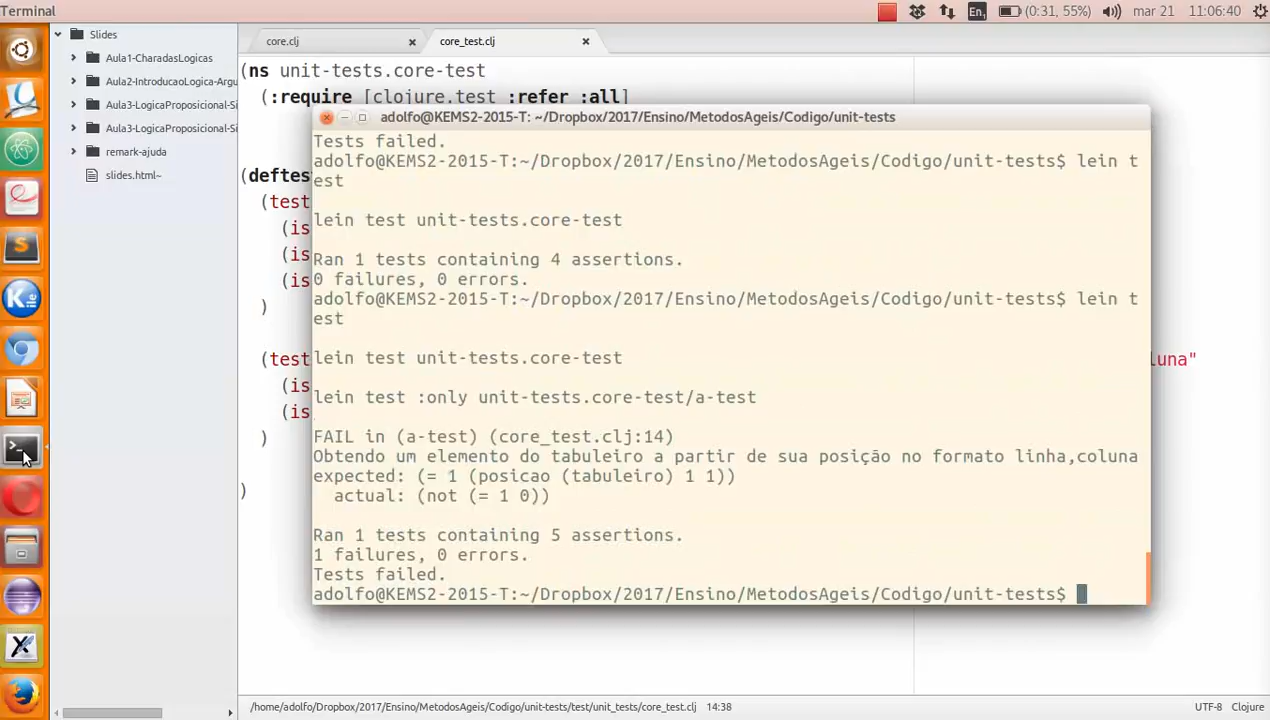 Terminal
En₁
(0:31, 55%)
mar 21
11:06:40
Slides
Aula1-CharadasLogicas
Aula2-IntroducaoLogica-Argu
Aula3-LogicaProposicional-Si
Aula3-LogicaProposicional-Si
remark-ajuda
slides.html~
core.clj
core_test.clj
(ns unit-tests.core-test
(:require [clojure.test :refer :all]
(deftes
(test
(is
(is
(is
)
(test
luna"
(is
(is
)
)
adolfo@KEMS2-2015-T: ~/Dropbox/2017/Ensino/MetodosAgeis/Codigo/unit-tests
Tests failed.
adolfo@KEMS2-2015-T:~/Dropbox/2017/Ensino/MetodosAgeis/Codigo/unit-tests$ lein t
est
lein test unit-tests.core-test
Ran 1 tests containing 4 assertions.
0 failures, 0 errors.
adolfo@KEMS2-2015-T:~/Dropbox/2017/Ensino/MetodosAgeis/Codigo/unit-tests$ lein t
est
lein test unit-tests.core-test
lein test :only unit-tests.core-test/a-test
FAIL in (a-test) (core_test.clj:14)
Obtendo um elemento do tabuleiro a partir de sua posição no formato linha,coluna
expected: (= 1 (posicao (tabuleiro) 1 1))
actual: (not (= 1 0))
Ran 1 tests containing 5 assertions.
1 failures, 0 errors.
Tests failed.
adolfo@KEMS2-2015-T:~/Dropbox/2017/Ensino/MetodosAgeis/Codigo/unit-tests$
/home/adolfo/Dropbox/2017/Ensino/MetodosAgeis/Codigo/unit-tests/test/unit_tests/core_test.clj
14:38
UTF-8
Clojure